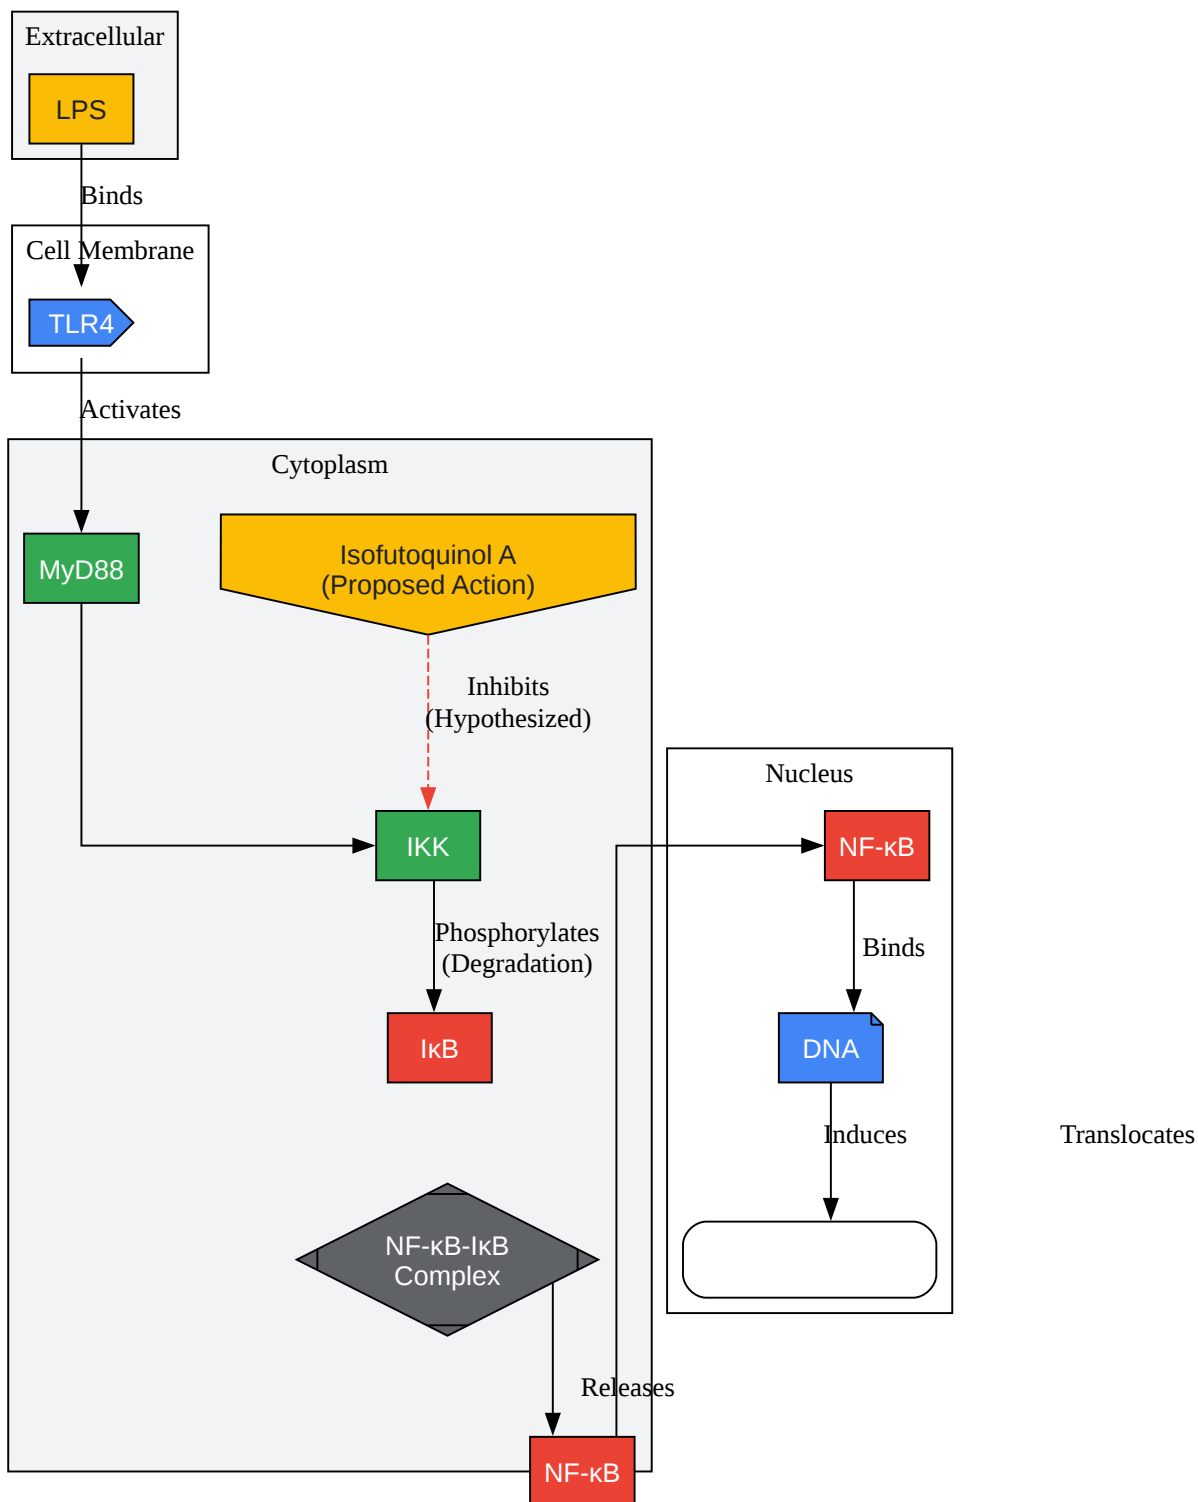 Extracellular
LPS
Binds
Cell Membrane
TLR4
Activates
Cytoplasm
MyD88
Isofutoquinol A
(Proposed Action)
Inhibits
(Hypothesized)
Nucleus
IKK
NF-κB
Phosphorylates
(Degradation)
Binds
IκB
DNA
Induces
Translocates
NF-κB-IκB
Complex
Releases
NF-κB